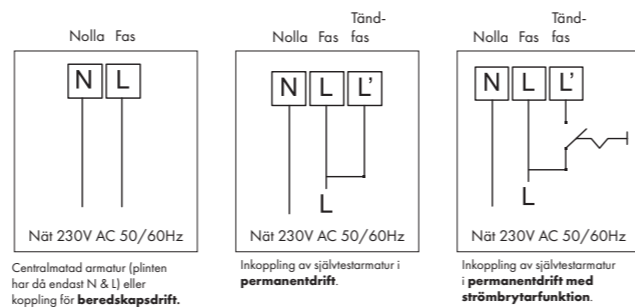 Nolla Fas
N L
Nät 230V AC 50/60Hz
Centralmatad armatur (plinten
har då endast N & L) eller
koppling för beredskapsdrift.
Tänd-
Nolla Fas fas
N L L'
L
Nät 230V AC 50/60Hz
Inkoppling av självtestarmatur i
permanentdrift.
Tänd-
Nolla Fas fas
N L L'
L
Nät 230V AC 50/60Hz
Inkoppling av självtestarmatur
i permanentdrift med
strömbrytarfunktion.